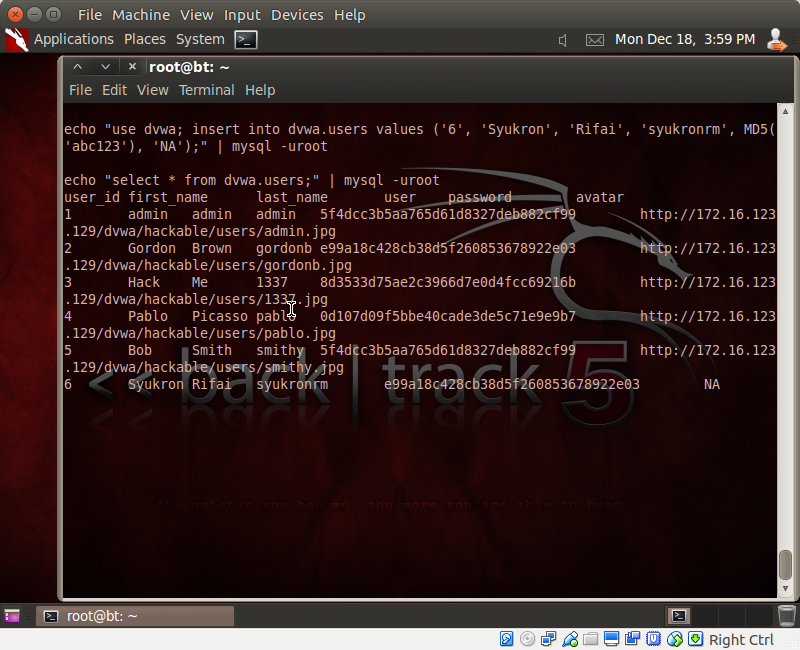 File Machine View Input Devices Help
Applications Places System Mon Dec 18, 3:59 PM
root@bt: ~
File Edit View Terminal Help
echo "use dvwa; insert into dvwa.users values ('6', 'Syukron', 'Rifai', 'syukronrm', MD5(
'abc123'), 'NA');" | mysql -uroot
echo "select * from dvwa.users;" | mysql -uroot
user_id first_name last_name user password avatar
1 admin admin admin 5f4dcc3b5aa765d61d8327deb882cf99 http://172.16.123
.129/dvwa/hackable/users/admin.jpg
2 Gordon Brown gordonb e99a18c428cb38d5f260853678922e03 http://172.16.123
.129/dvwa/hackable/users/gordonb.jpg
3 Hack Me 1337 8d3533d75ae2c3966d7e0d4fcc69216b http://172.16.123
.129/dvwa/hackable/users/1337.jpg
4 Pablo Picasso pablo 0d107d09f5bbe40cade3de5c71e9e9b7 http://172.16.123
.129/dvwa/hackable/users/pablo.jpg
5 Bob Smith smithy 5f4dcc3b5aa765d61d8327deb882cf99 http://172.16.123
.129/dvwa/hackable/users/smithy.jpg
6 Syukron Rifai syukronrm e99a18c428cb38d5f260853678922e03 NA
<< back | track 5
the quieter you become, the more you are able to hear
root@bt: ~
Right Ctrl